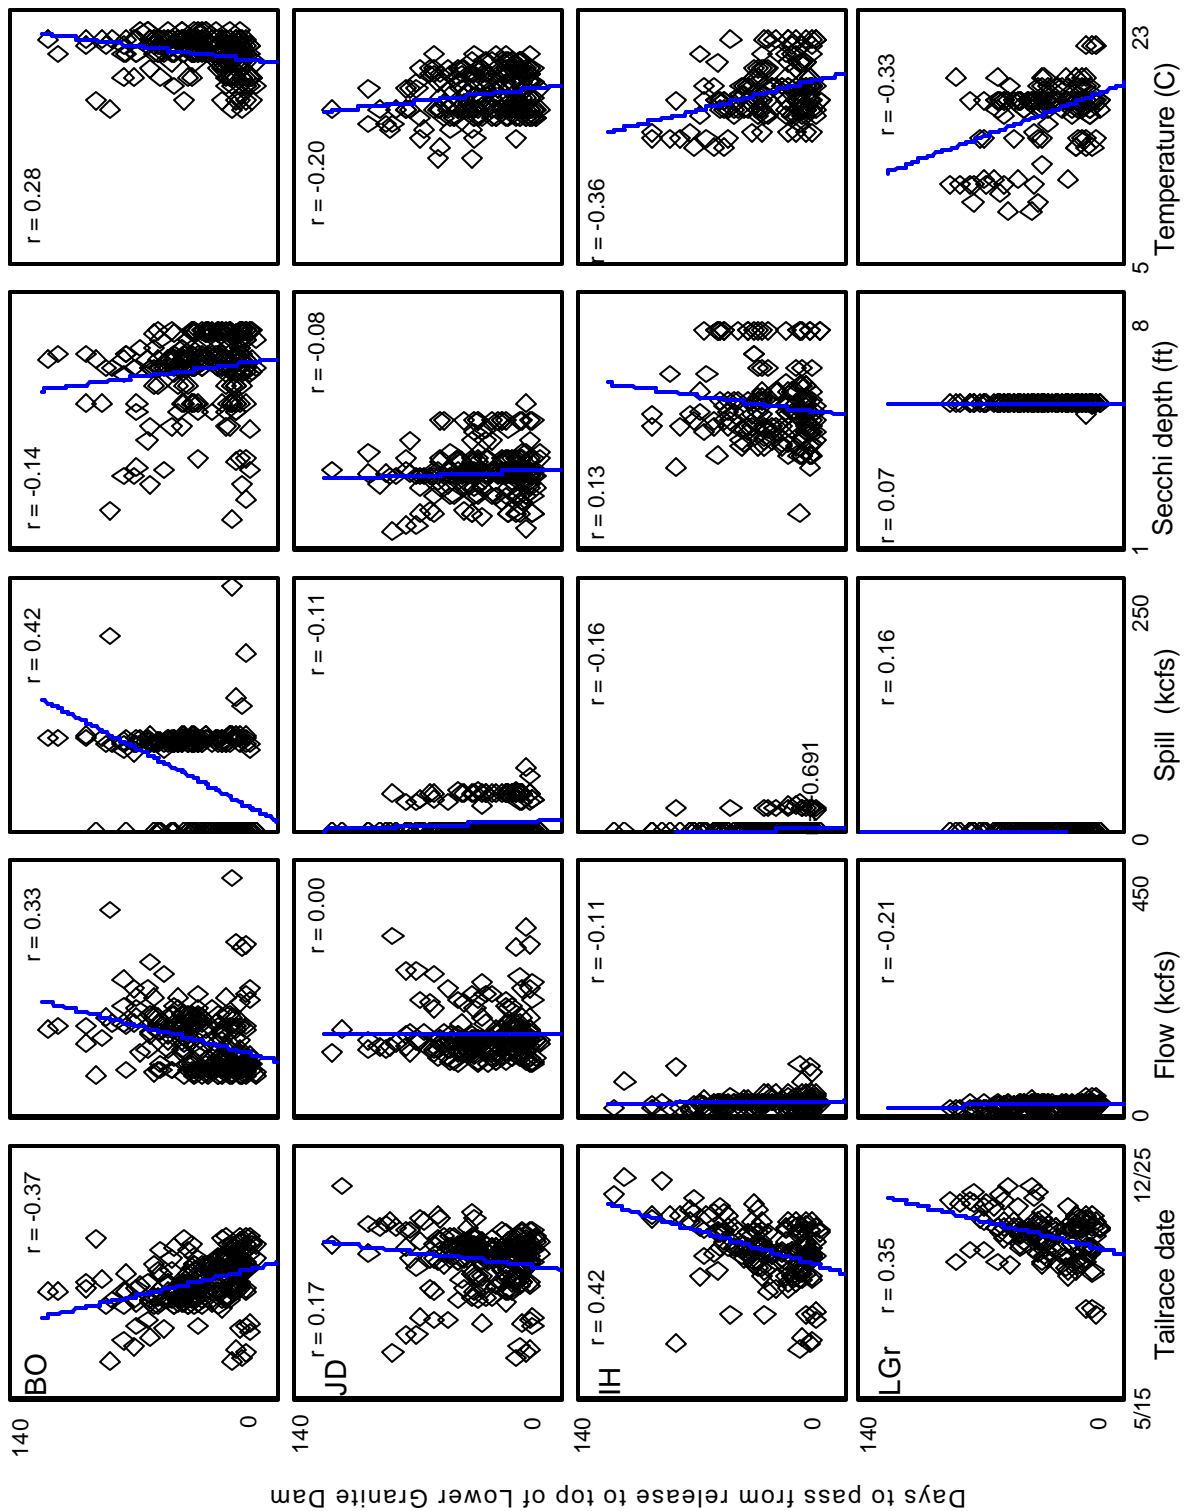 BO
r = -0.37
r = 0.33
r = 0.42
r = -0.14
r = 0.28
140
0
JD
r = 0.17
r = 0.00
r = -0.11
r = -0.08
r = -0.20
140
0
IH
r = 0.42
r = -0.11
r = -0.16
r = 0.13
r = -0.36
-0.691
140
0
LGr
r = 0.35
r = -0.21
r = 0.16
r = 0.07
r = -0.33
140
0
5/15 12/25
0 450
0 250
1 8
5 23
Tailrace date
Flow (kcfs)
Spill (kcfs)
Secchi depth (ft)
Temperature (C)
Days to pass from release to top of Lower Granite Dam